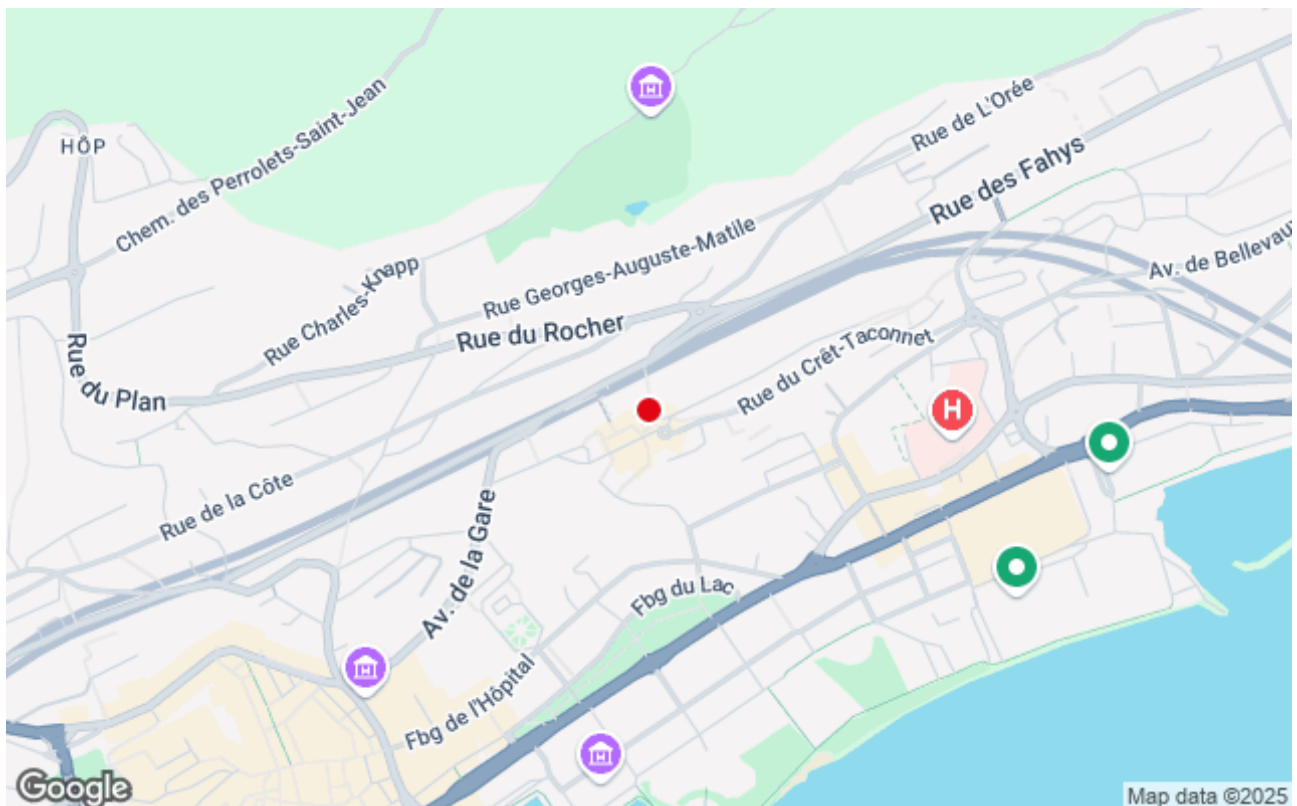 HÔP
Chem. des Perrolets-Saint-Jean
Rue de L'Orée
Rue des Fahys
Av. de Bellevaux
Rue Georges-Auguste-Matile
Rue Charles-Knapp
Rue du Rocher
Rue du Plan
Rue du Crêt-Taconnet
H
Rue de la Côte
Av. de la Gare
Fbg du Lac
Fbg de l'Hôpital
Google
Map data ©2025